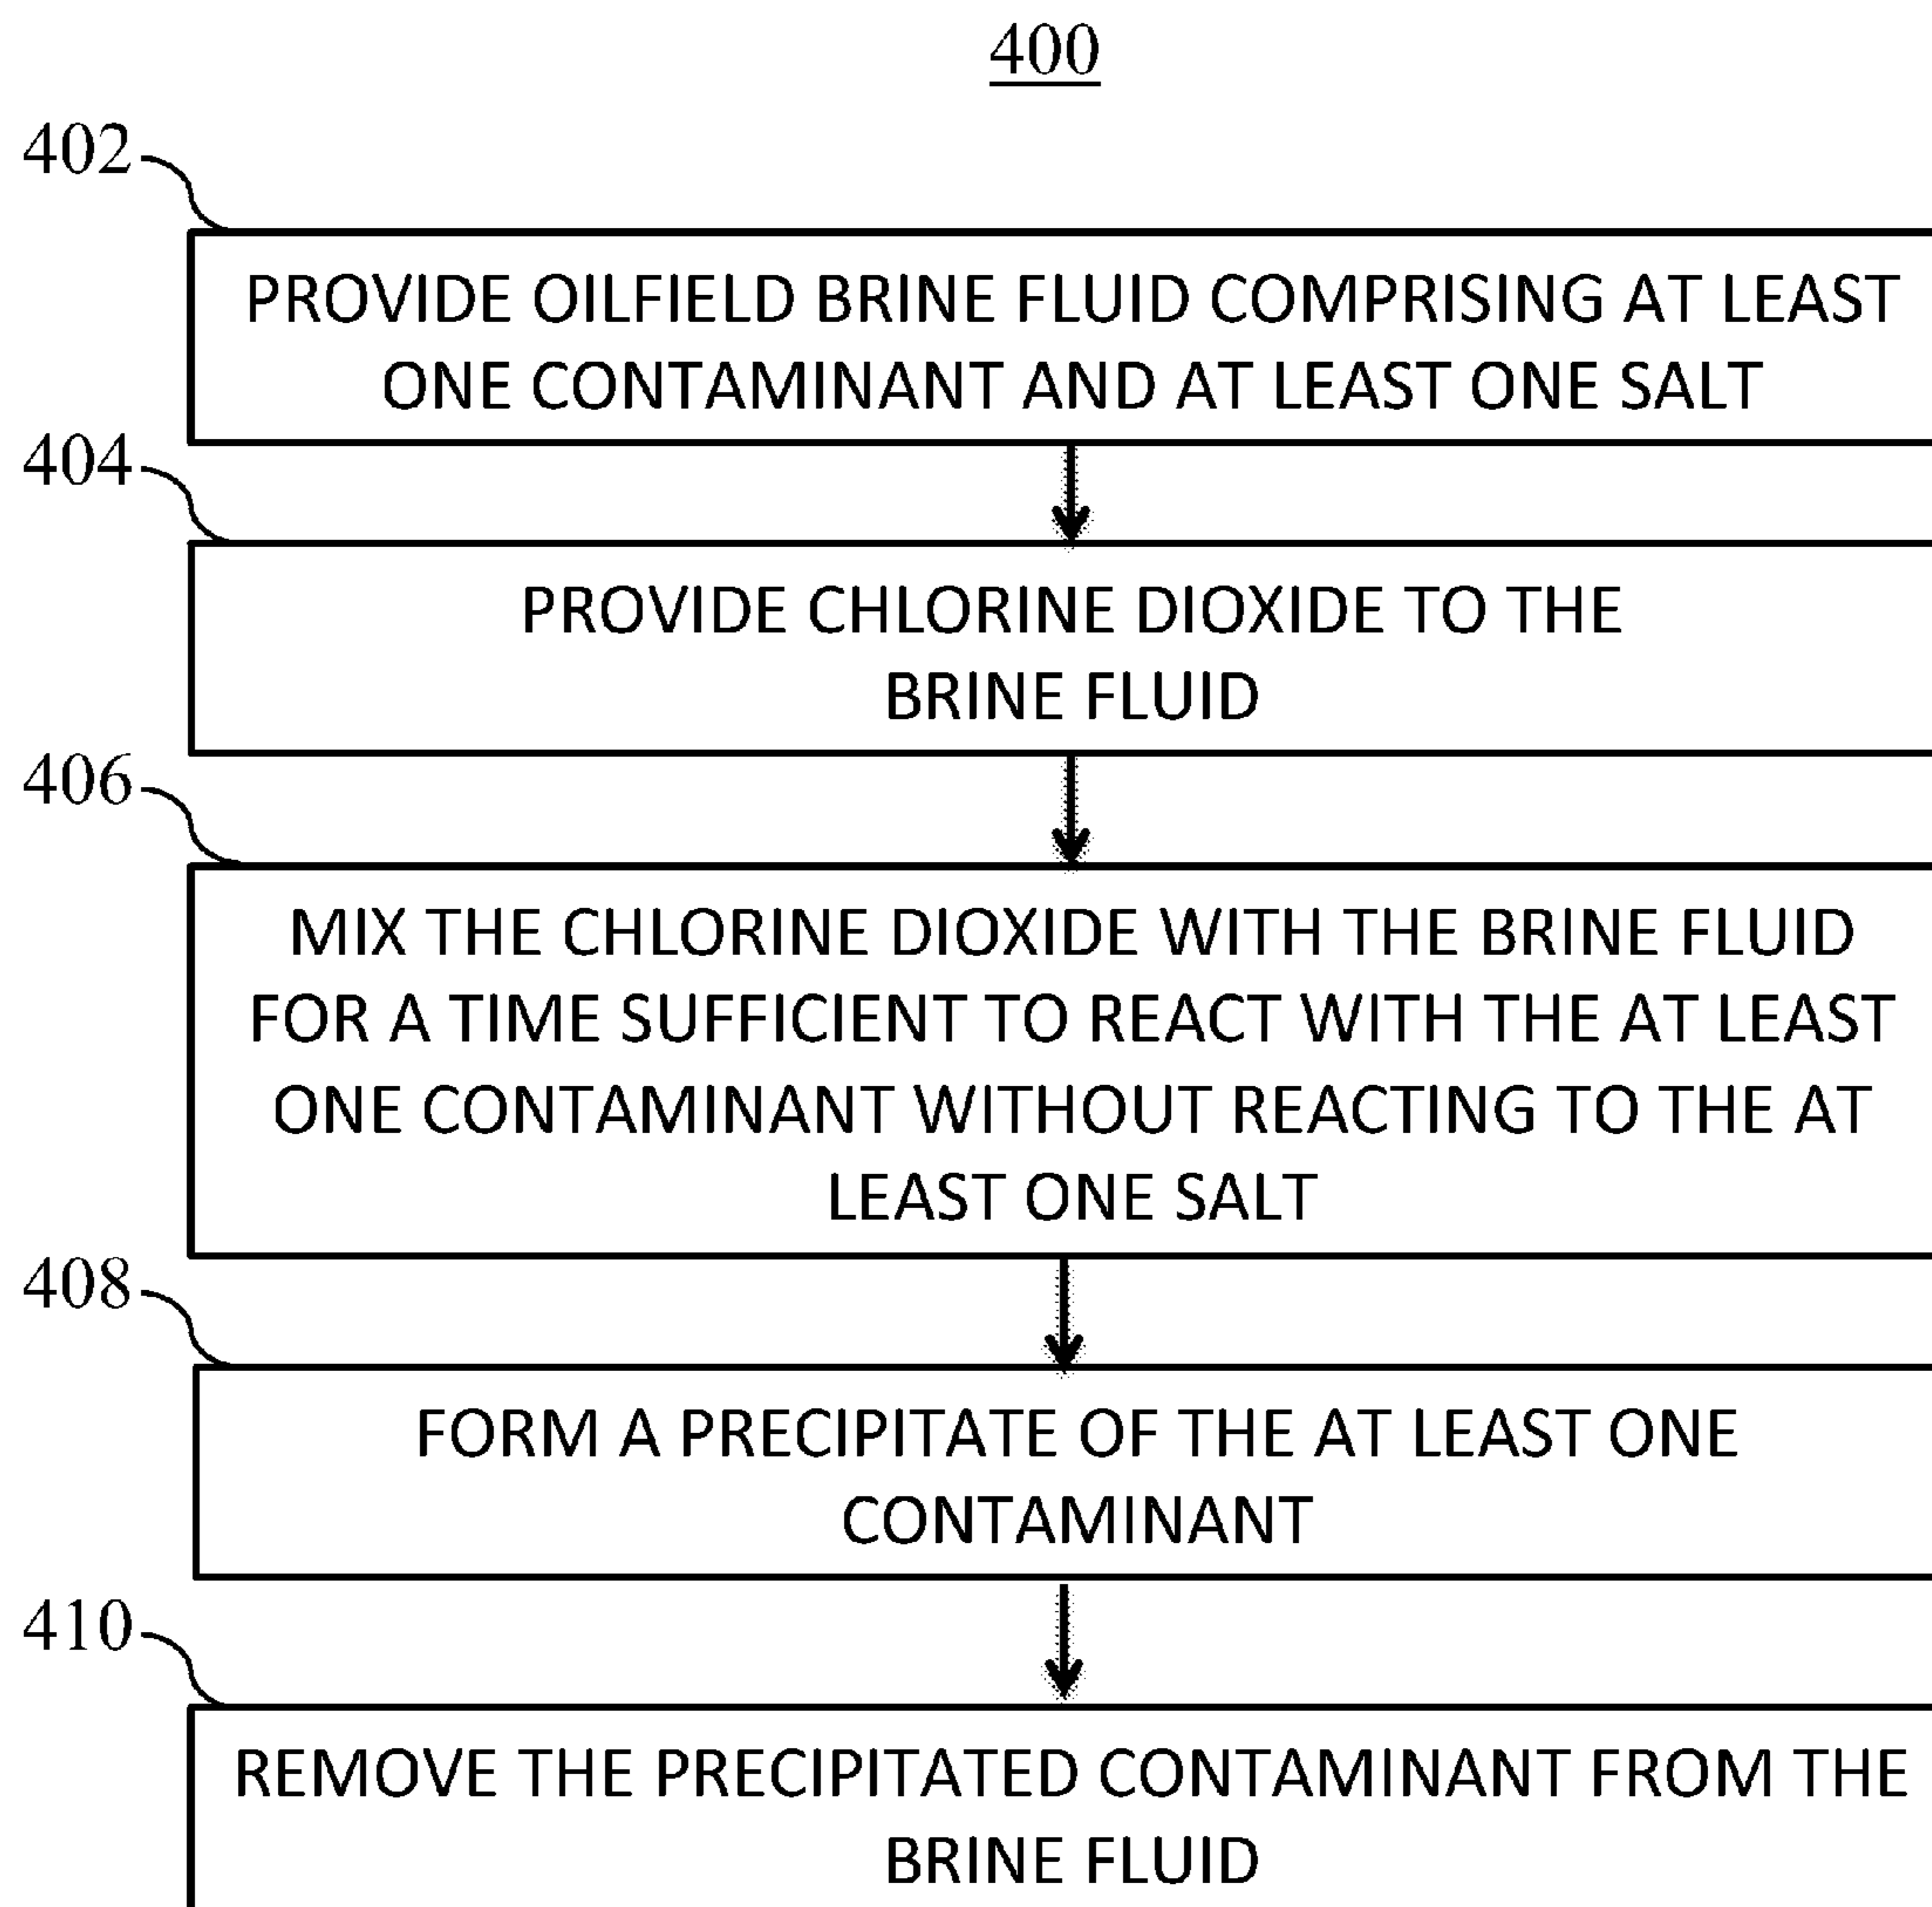 400
402
PROVIDE OILFIELD BRINE FLUID COMPRISING AT LEAST
ONE CONTAMINANT AND AT LEAST ONE SALT
404
PROVIDE CHLORINE DIOXIDE TO THE
BRINE FLUID
406
MIX THE CHLORINE DIOXIDE WITH THE BRINE FLUID
FOR A TIME SUFFICIENT TO REACT WITH THE AT LEAST
ONE CONTAMINANT WITHOUT REACTING TO THE AT
LEAST ONE SALT
408
FORM A PRECIPITATE OF THE AT LEAST ONE
CONTAMINANT
410
REMOVE THE PRECIPITATED CONTAMINANT FROM THE
BRINE FLUID